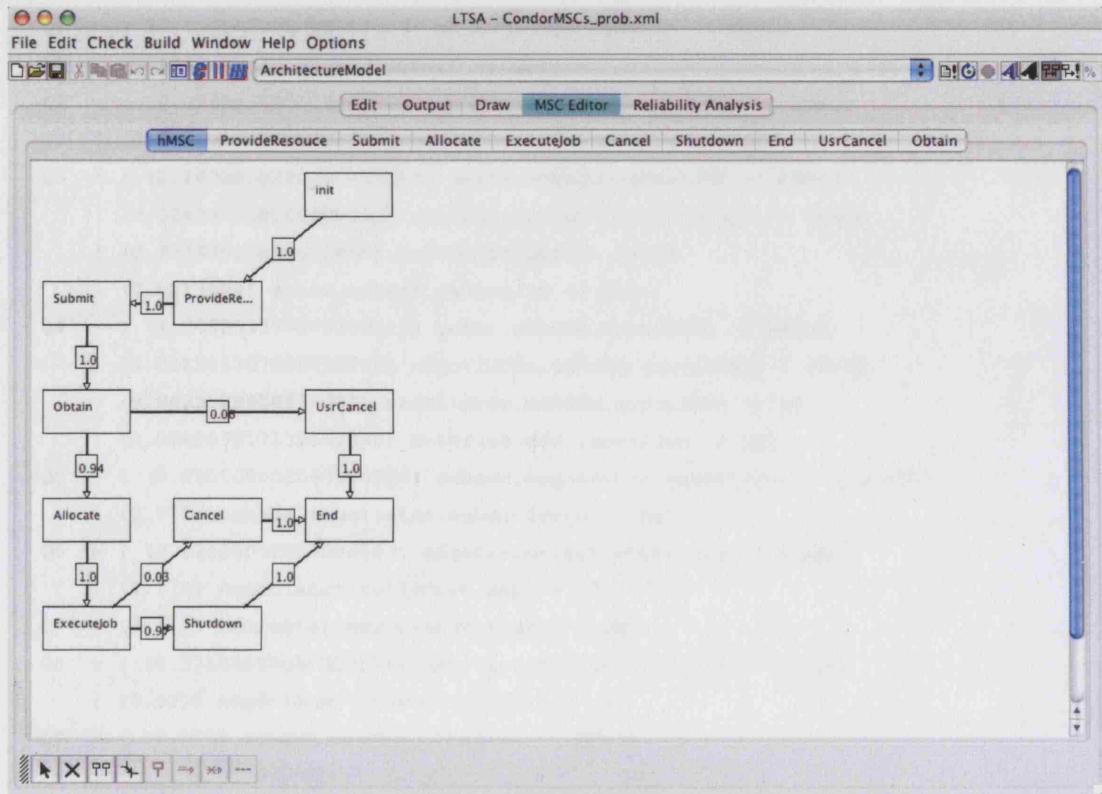 LTSA – CondorMSCs_prob.xml
File Edit Check Build Window Help Options
ArchitectureModel
Edit Output Draw MSC Editor Reliability Analysis
hMSC ProvideResouce Submit Allocate ExecuteJob Cancel Shutdown End UsrCancel Obtain
init
1.0
Submit 1.0 ProvideRe...
1.0
Obtain 0.06 UsrCancel
0.94 1.0
Allocate Cancel 1.0 End
1.0 0.03 1.0
ExecuteJob Shutdown